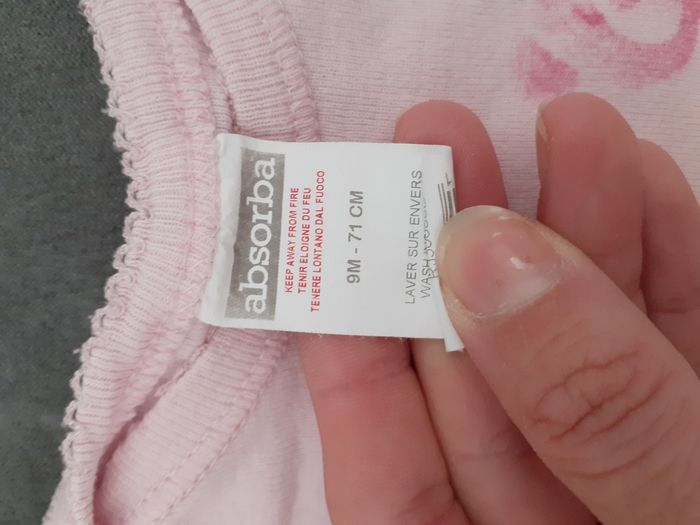 absorba
KEEP AWAY FROM FIRE
TENIR ELOIGNE DU FEU
TENERE LONTANO DAL FUOCO
9M - 71 CM
LAVER SUR ENVERS
WASH